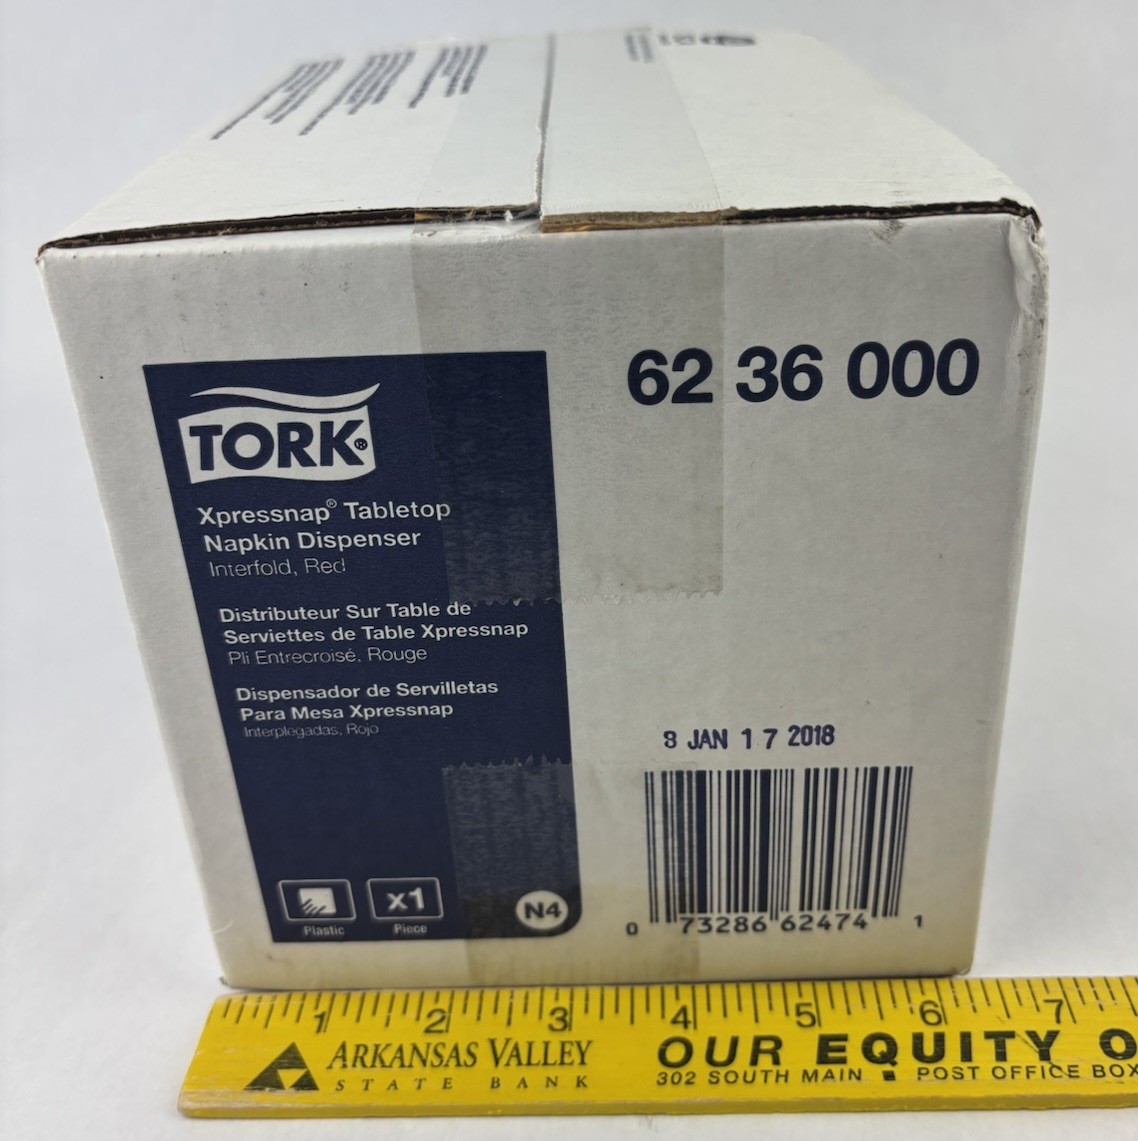 62 36 000
TORK®
Xpressnap® Tabletop
Napkin Dispenser
Interfold, Red
Distributeur Sur Table de
Serviettes de Table Xpressnap
Pli Entrecroisé, Rouge
Dispensador de Servilletas
Para Mesa Xpressnap
Interplegadas, Rojo
8 JAN 17 2018
x1
Plastic
Piece
N4
0 73286 62474 1
1 2 3 4 5 6 7
ARKANSAS VALLEY
STATE BANK
OUR EQUITY O
302 SOUTH MAIN ■ POST OFFICE BOX